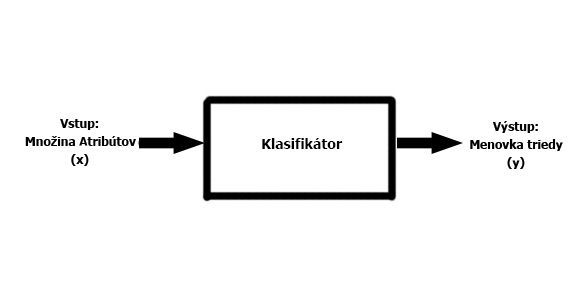 Vstup:
Množina Atribútov
(x)
Klasifikátor
Výstup:
Menovka triedy
(y)